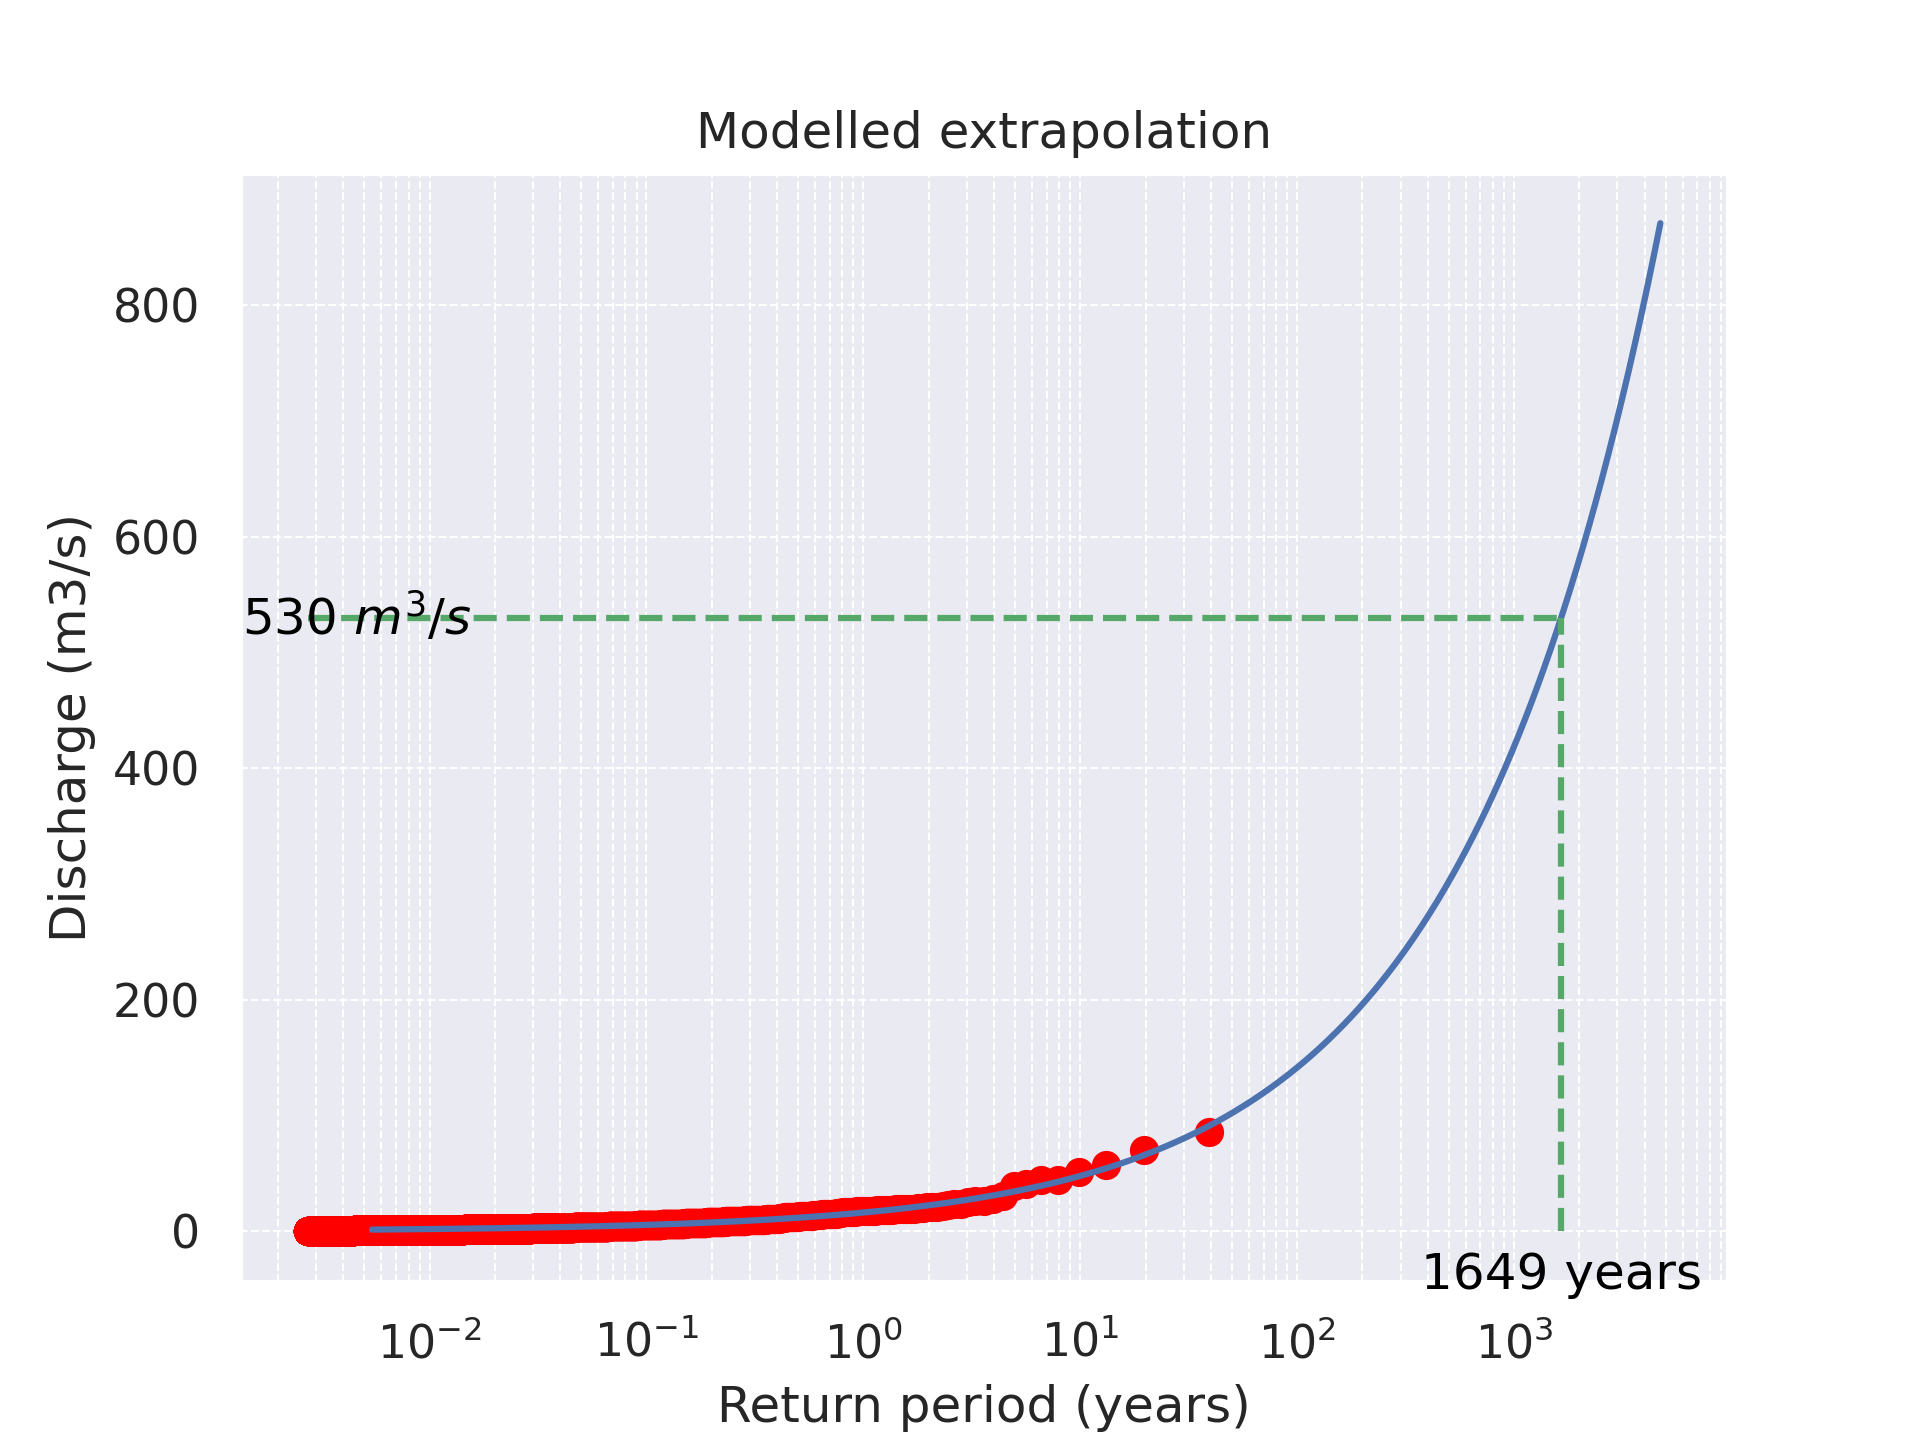 Modelled extrapolation
Discharge (m3/s)
800
600
530 m³/s
400
200
0
1649 years
10⁻² 10⁻¹ 10⁰ 10¹ 10² 10³
Return period (years)